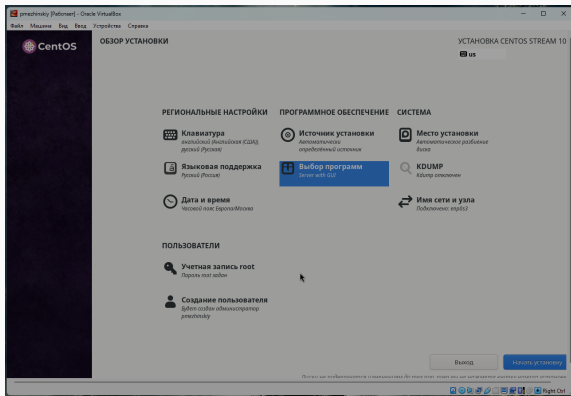 pmezhinskiy [Работает] - Oracle VirtualBox
Файл Машина Вид Ввод Устройства Справка
CentOS
ОБЗОР УСТАНОВКИ
УСТАНОВКА CENTOS STREAM 10
us
РЕГИОНАЛЬНЫЕ НАСТРОЙКИ
Клавиатура
английский (Английская (США)),
русский (Русская)
Языковая поддержка
Русский (Россия)
Дата и время
Часовой пояс Европа/Москва
ПРОГРАММНОЕ ОБЕСПЕЧЕНИЕ
Источник установки
Автоматически
определённый источник
Выбор программ
Server with GUI
СИСТЕМА
Место установки
Автоматическое разбиение
диска
KDUMP
Kdump отключен
Имя сети и узла
Подключено: enp0s3
ПОЛЬЗОВАТЕЛИ
Учетная запись root
Пароль root задан
Создание пользователя
Будет создан администратор
pmezhinskiy
Выход
Начать установку
Right Ctrl